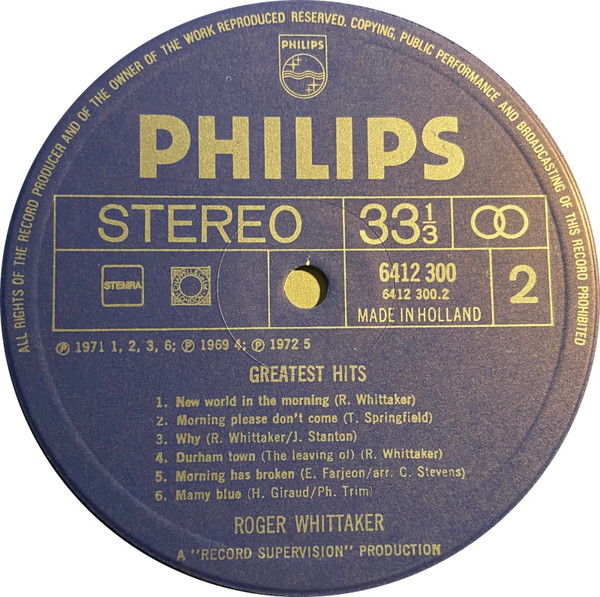 ALL RIGHTS OF THE RECORD PRODUCER AND OF THE OWNER OF THE WORK REPRODUCED RESERVED. COPYING, PUBLIC PERFORMANCE AND BROADCASTING OF THIS RECORD PROHIBITED
PHILIPS
PHILIPS
STEREO 33⅓
STEMRA 6412 300 2
6412 300.2
MADE IN HOLLAND
℗ 1971 1, 2, 3, 6; ℗ 1969 4; ℗ 1972 5
GREATEST HITS
1. New world in the morning (R. Whittaker)
2. Morning please don't come (T. Springfield)
3. Why (R. Whittaker/J. Stanton)
4. Durham town (The leaving of) (R. Whittaker)
5. Morning has broken (E. Farjeon/arr. C. Stevens)
6. Mamy blue (H. Giraud/Ph. Trim)
ROGER WHITTAKER
A "RECORD SUPERVISION" PRODUCTION